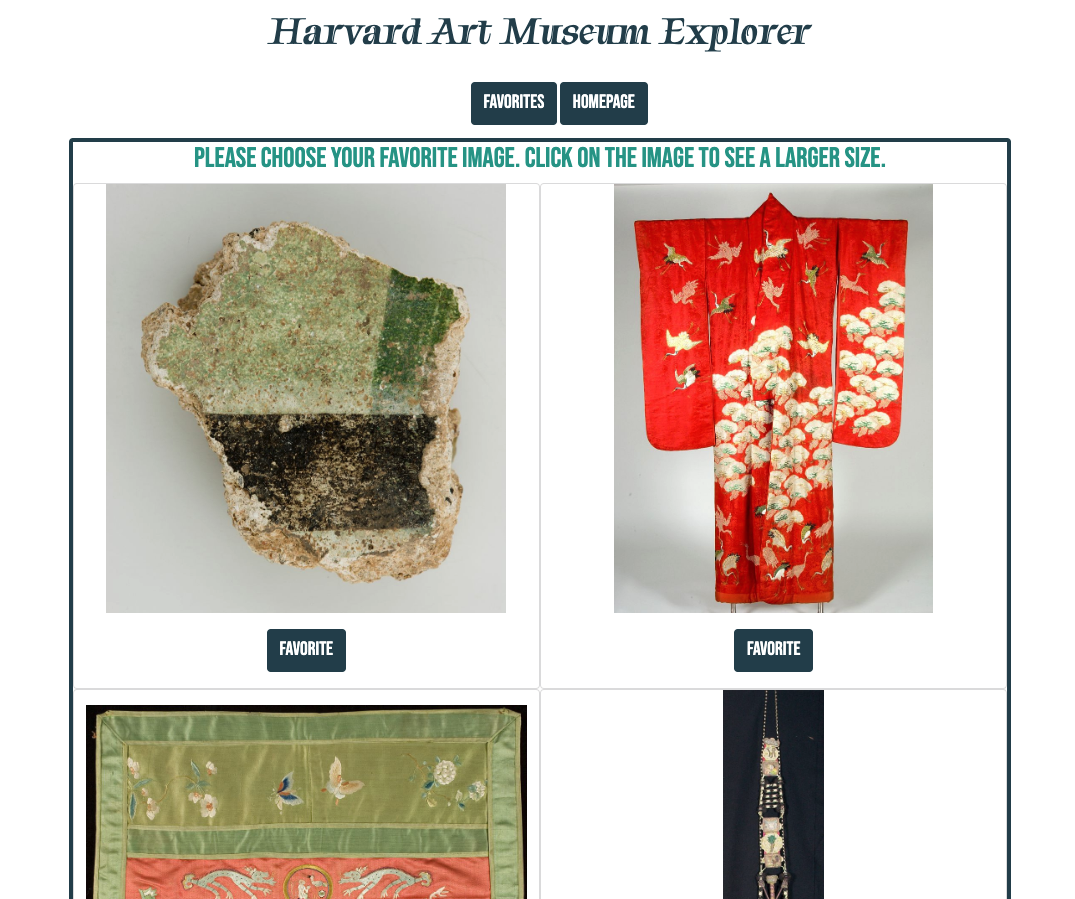 Harvard Art Museum Explorer
FAVORITES HOMEPAGE
PLEASE CHOOSE YOUR FAVORITE IMAGE. CLICK ON THE IMAGE TO SEE A LARGER SIZE.
FAVORITE FAVORITE